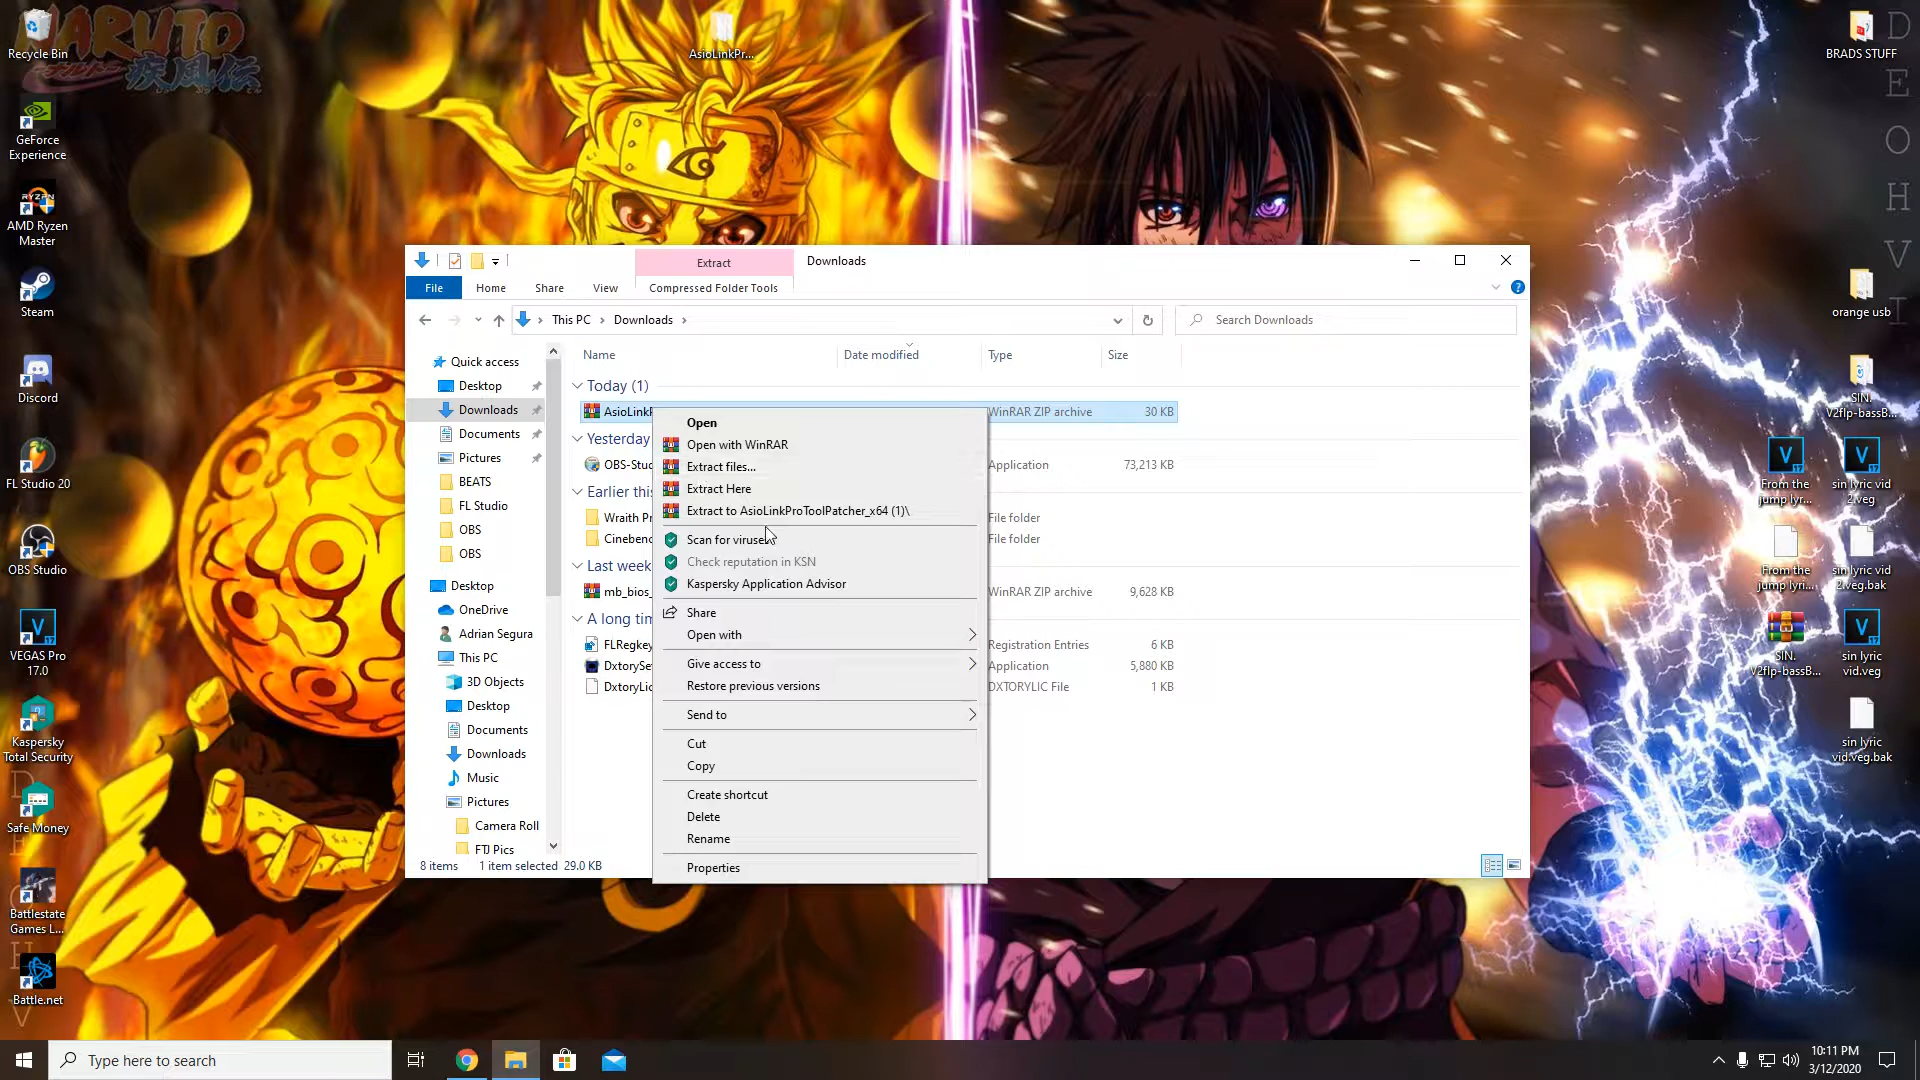 NARUTO
疾風伝
Recycle Bin
GeForce
Experience
RYZEN
AMD Ryzen
Master
Steam
Discord
FL Studio 20
OBS Studio
VEGAS Pro
17.0
Kaspersky
Total Security
Safe Money
Battlestate
Games L...
Battle.net
AsioLinkPr...
BRADS STUFF
orange usb
SIN.
V2flp-bassB...
From the
jump lyr...
sin lyric vid
2.veg
From the
jump lyri...
sin lyric vid
2.veg.bak
SIN.
V2flp-bassB...
sin lyric
vid.veg
sin lyric
vid.veg.bak
D
E
O
H
V
I
Extract
Downloads
File
Home
Share
View
Compressed Folder Tools
This PC
Downloads
Search Downloads
Name
Date modified
Type
Size
Quick access
Desktop
Downloads
Documents
Pictures
BEATS
FL Studio
OBS
OBS
Desktop
OneDrive
Adrian Segura
This PC
3D Objects
Desktop
Documents
Downloads
Music
Pictures
Camera Roll
FTJ Pics
Today (1)
AsioLinkP
WinRAR ZIP archive
30 KB
Yesterday
OBS-Stud
Application
73,213 KB
Earlier this
Wraith Pr
File folder
Cinebenc
File folder
Last week
mb_bios_
WinRAR ZIP archive
9,628 KB
A long tim
FLRegkey
Registration Entries
6 KB
DxtorySe
Application
5,880 KB
DxtoryLic
DXTORYLIC File
1 KB
Open
Open with WinRAR
Extract files...
Extract Here
Extract to AsioLinkProToolPatcher_x64 (1)\
Scan for viruses
Check reputation in KSN
Kaspersky Application Advisor
Share
Open with
Give access to
Restore previous versions
Send to
Cut
Copy
Create shortcut
Delete
Rename
Properties
8 items
1 item selected 29.0 KB
Type here to search
10:11 PM
3/12/2020